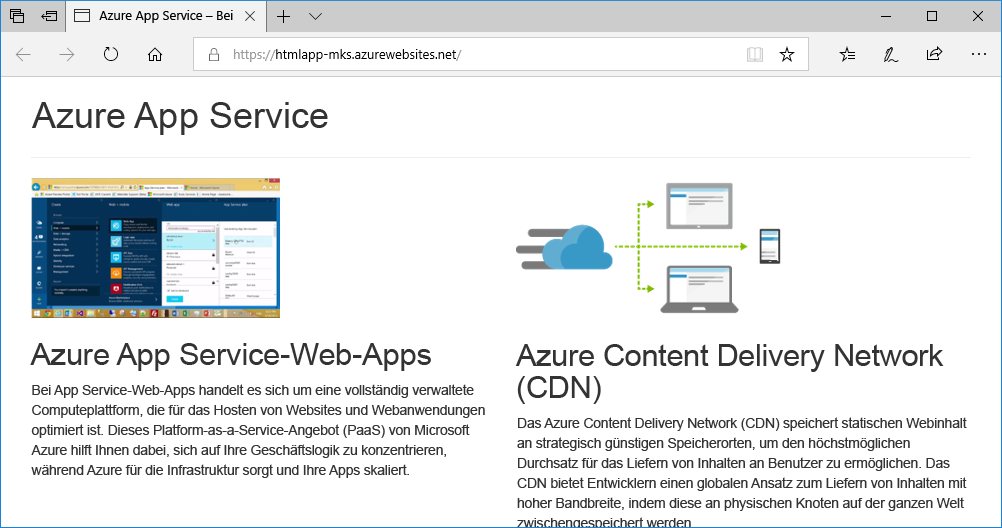 Azure App Service – Bei
https://htmlapp-mks.azurewebsites.net/
Azure App Service
Azure App Service-Web-Apps
Bei App Service-Web-Apps handelt es sich um eine vollständig verwaltete
Computeplattform, die für das Hosten von Websites und Webanwendungen
optimiert ist. Dieses Platform-as-a-Service-Angebot (PaaS) von Microsoft
Azure hilft Ihnen dabei, sich auf Ihre Geschäftslogik zu konzentrieren,
während Azure für die Infrastruktur sorgt und Ihre Apps skaliert.
Azure Content Delivery Network
(CDN)
Das Azure Content Delivery Network (CDN) speichert statischen Webinhalt
an strategisch günstigen Speicherorten, um den höchstmöglichen
Durchsatz für das Liefern von Inhalten an Benutzer zu ermöglichen. Das
CDN bietet Entwicklern einen globalen Ansatz zum Liefern von Inhalten mit
hoher Bandbreite, indem diese an physischen Knoten auf der ganzen Welt
zwischengespeichert werden